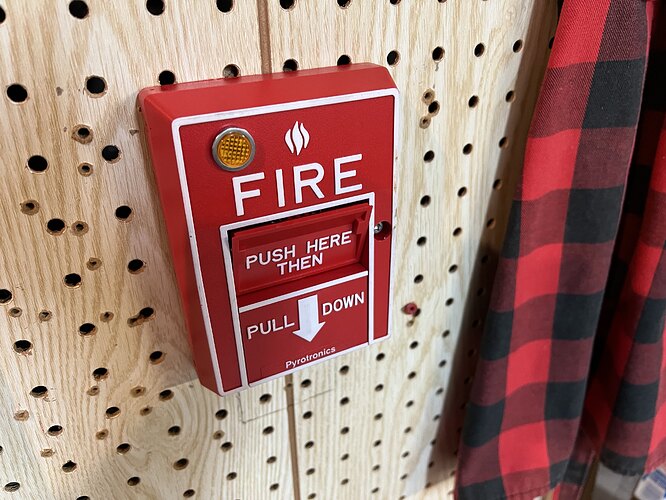 FIRE
PUSH HERE
THEN
PULL DOWN
Pyrotronics